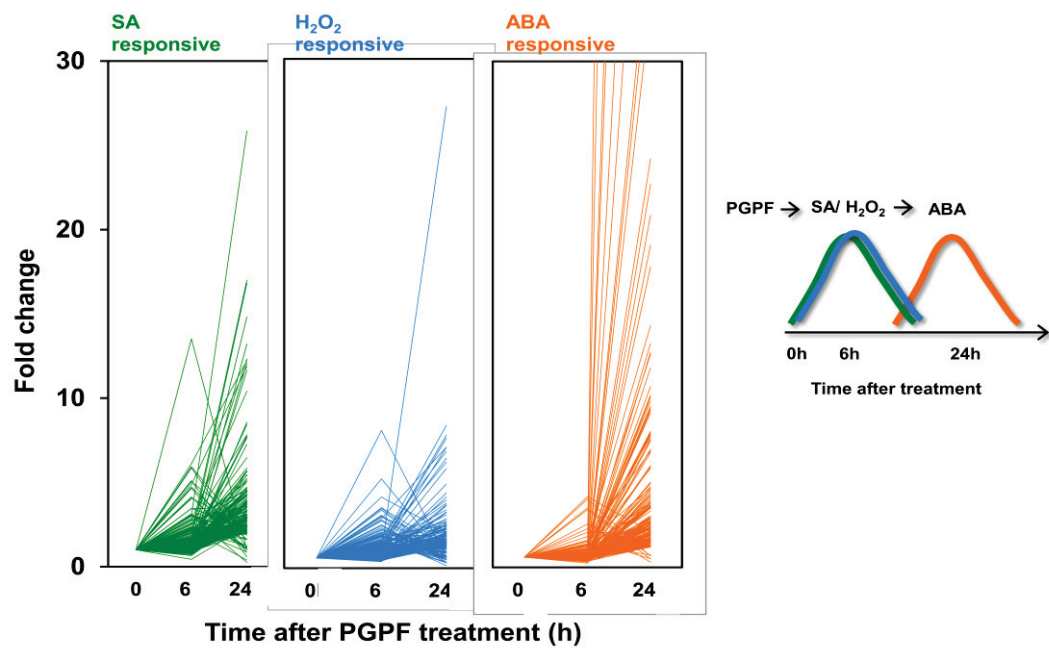 SA
responsive
H₂O₂
responsive
ABA
responsive
30
20
10
0
Fold change
0 6 24
0 6 24
0 6 24
Time after PGPF treatment (h)
PGPF → SA/ H₂O₂ → ABA
0h 6h 24h
Time after treatment